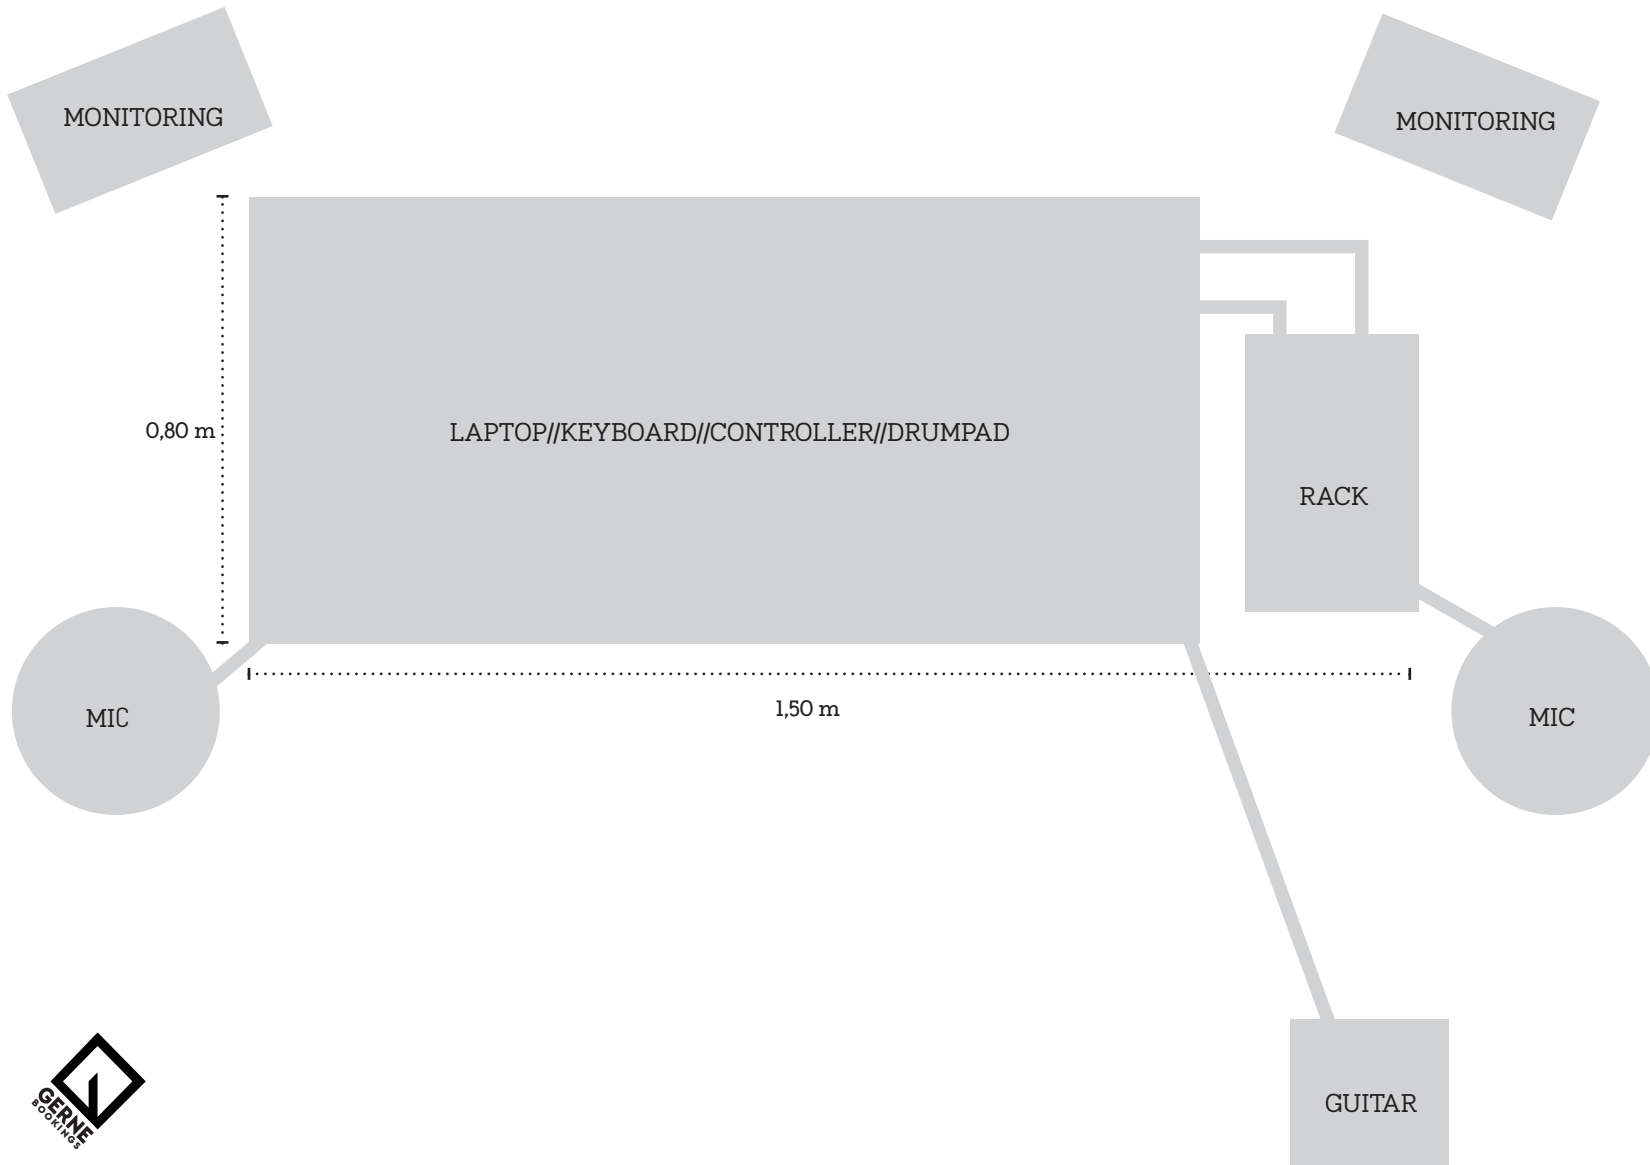 MONITORING
MONITORING
0,80 m
LAPTOP//KEYBOARD//CONTROLLER//DRUMPAD
RACK
MIC
1,50 m
MIC
GERNE
BOOKINGS
GUITAR